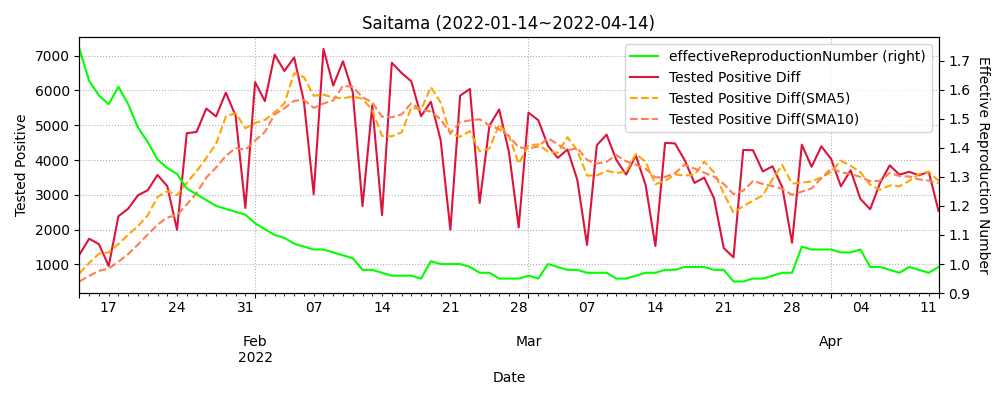 Saitama (2022-01-14~2022-04-14)
effectiveReproductionNumber (right)
Tested Positive Diff
Tested Positive Diff(SMA5)
Tested Positive Diff(SMA10)
Tested Positive
7000
6000
5000
4000
3000
2000
1000
Effective Reproduction Number
1.7
1.6
1.5
1.4
1.3
1.2
1.1
1.0
0.9
17 24 31 07 14 21 28 07 14 21 28 04 11
Feb Mar Apr
2022
Date